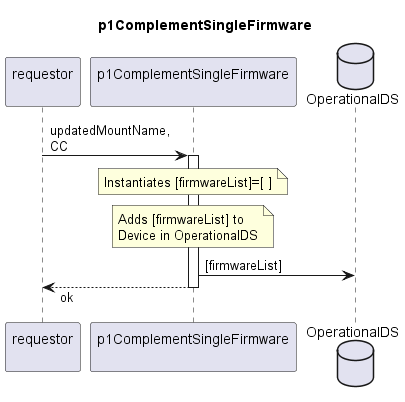 p1ComplementSingleFirmware
requestor
p1ComplementSingleFirmware
OperationalDS
updatedMountName,
CC
Instantiates [firmwareList]=[ ]
Adds [firmwareList] to
Device in OperationalDS
[firmwareList]
ok
requestor
p1ComplementSingleFirmware
OperationalDS